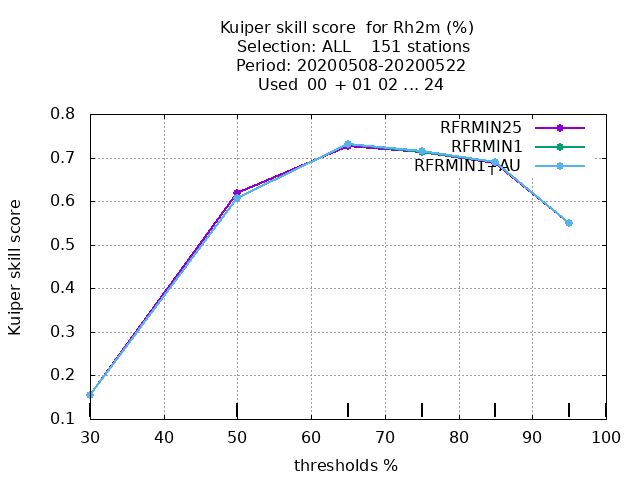 Kuiper skill score  for Rh2m (%)
Selection: ALL    151 stations
Period: 20200508-20200522
Used  00 + 01 02 ... 24
0.8
0.7
0.6
0.5
0.4
0.3
0.2
0.1
Kuiper skill score
RFRMIN25
RFRMIN1
RFRMIN1+AU
30 40 50 60 70 80 90 100
thresholds %